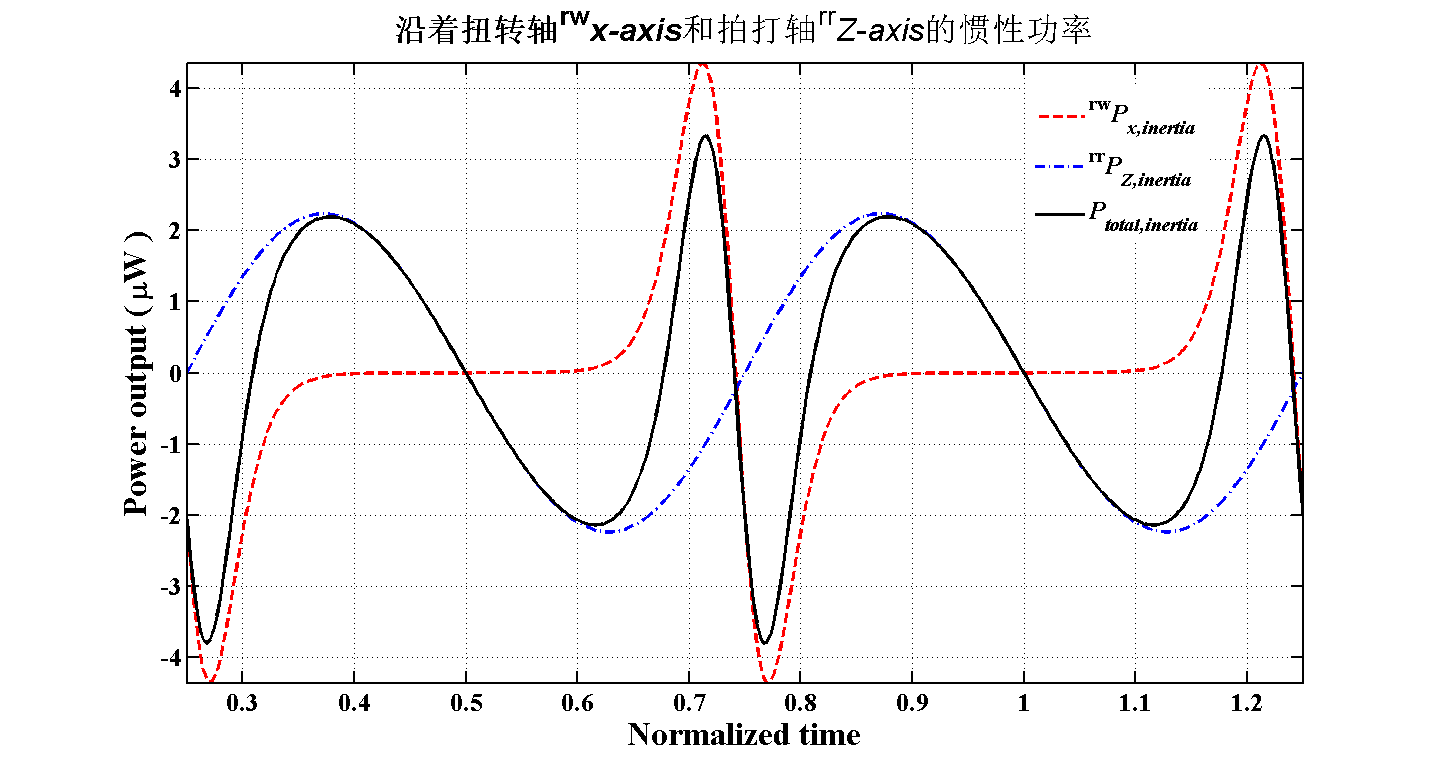 沿着扭转轴rwx-axis和拍打轴rrZ-axis的惯性功率
4
3
2
1
0
-1
-2
-3
-4
Power output ( μW )
rwPx,inertia
rrPZ,inertia
Ptotal,inertia
0.3 0.4 0.5 0.6 0.7 0.8 0.9 1 1.1 1.2
Normalized time